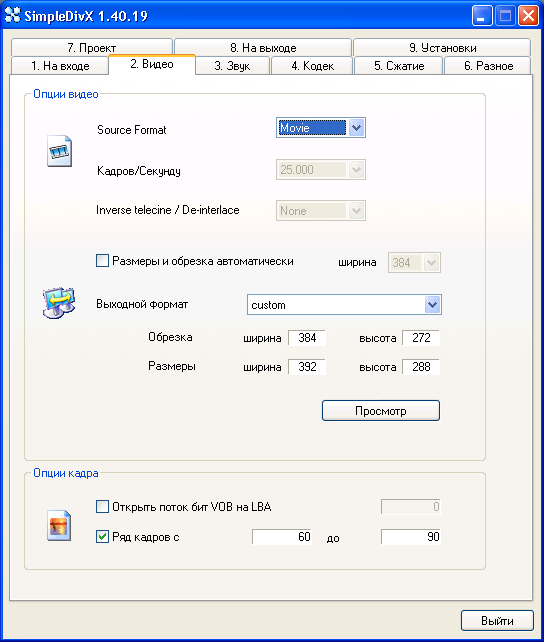 SimpleDivX 1.40.19
7. Проект 8. На выходе 9. Установки
1. На входе 2. Видео 3. Звук 4. Кодек 5. Сжатие 6. Разное
Опции видео
Source Format Movie
Кадров/Секунду 25.000
Inverse telecine / De-interlace None
Размеры и обрезка автоматически ширина 384
Выходной формат custom
Обрезка ширина 384 высота 272
Размеры ширина 392 высота 288
Просмотр
Опции кадра
Открыть поток бит VOB на LBA 0
Ряд кадров с 60 до 90
Выйти